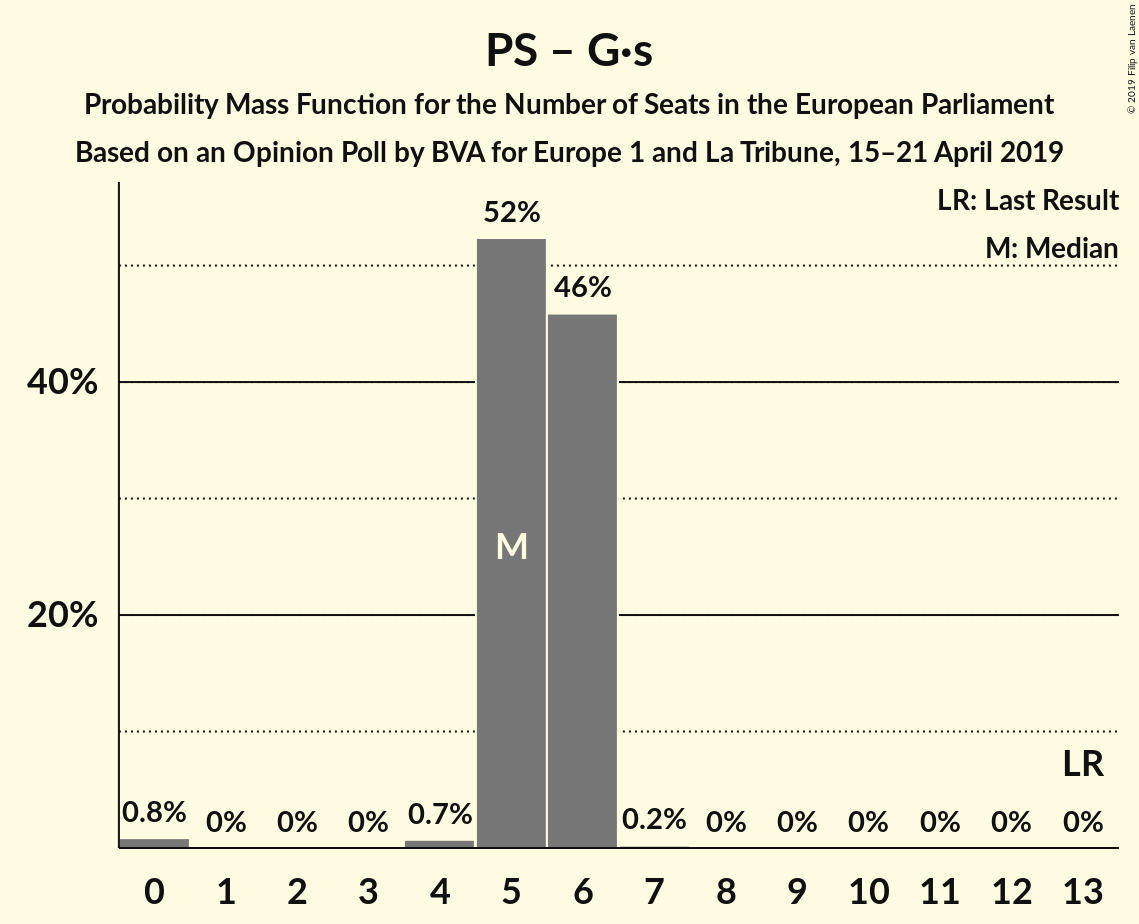 PS – G·s
Probability Mass Function for the Number of Seats in the European Parliament
Based on an Opinion Poll by BVA for Europe 1 and La Tribune, 15–21 April 2019
© 2019 Filip van Laenen
LR: Last Result
M: Median
52%
46%
40%
M
20%
LR
0.8% 0% 0% 0% 0.7% 0.2% 0% 0% 0% 0% 0% 0%
0 1 2 3 4 5 6 7 8 9 10 11 12 13